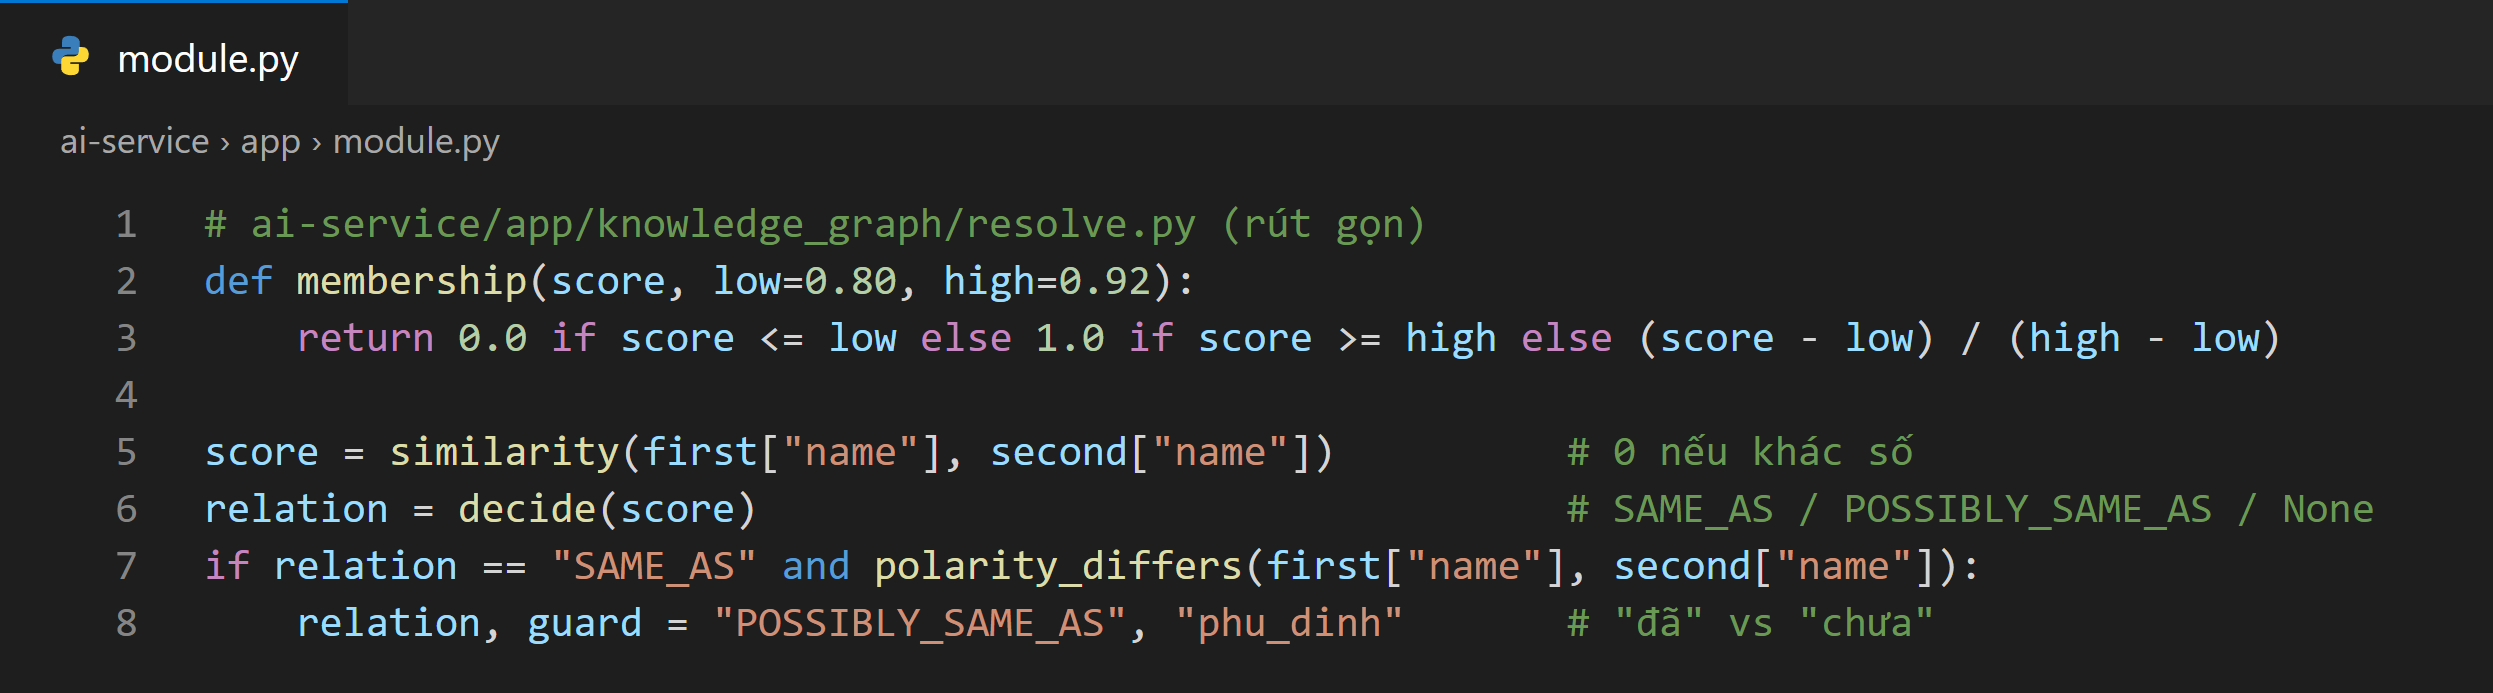 module.py
ai-service › app › module.py
1 # ai-service/app/knowledge_graph/resolve.py (rút gọn)
2 def membership(score, low=0.80, high=0.92):
3     return 0.0 if score <= low else 1.0 if score >= high else (score - low) / (high - low)
4
5 score = similarity(first["name"], second["name"])          # 0 nếu khác số
6 relation = decide(score)                                   # SAME_AS / POSSIBLY_SAME_AS / None
7 if relation == "SAME_AS" and polarity_differs(first["name"], second["name"]):
8     relation, guard = "POSSIBLY_SAME_AS", "phu_dinh"       # "đã" vs "chưa"